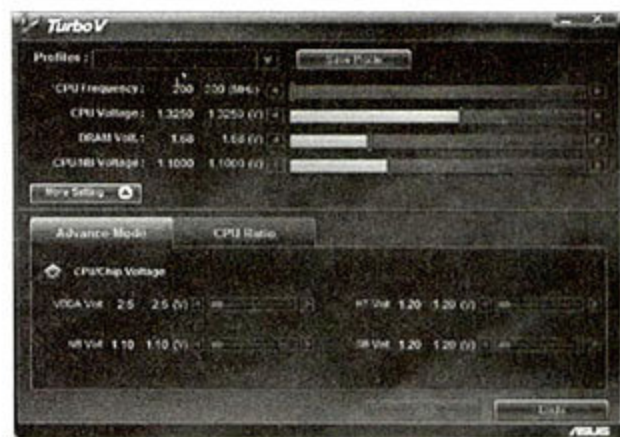 TurboV
Profiles :
Save Mode
CPU Frequency : 200 200 (MHz)
CPU Voltage : 1.3250 1.3250 (V)
DRAM Volt. : 1.68 1.68 (V)
CPU/NB Voltage : 1.1000 1.1000 (V)
More Setting
Advance Mode CPU Ratio
CPU/Chip Voltage
VDDA Volt 2.5 2.5 (V) HT Volt 1.20 1.20 (V)
NB Volt 1.10 1.10 (V) SB Volt 1.20 1.20 (V)
Undo
ASUS